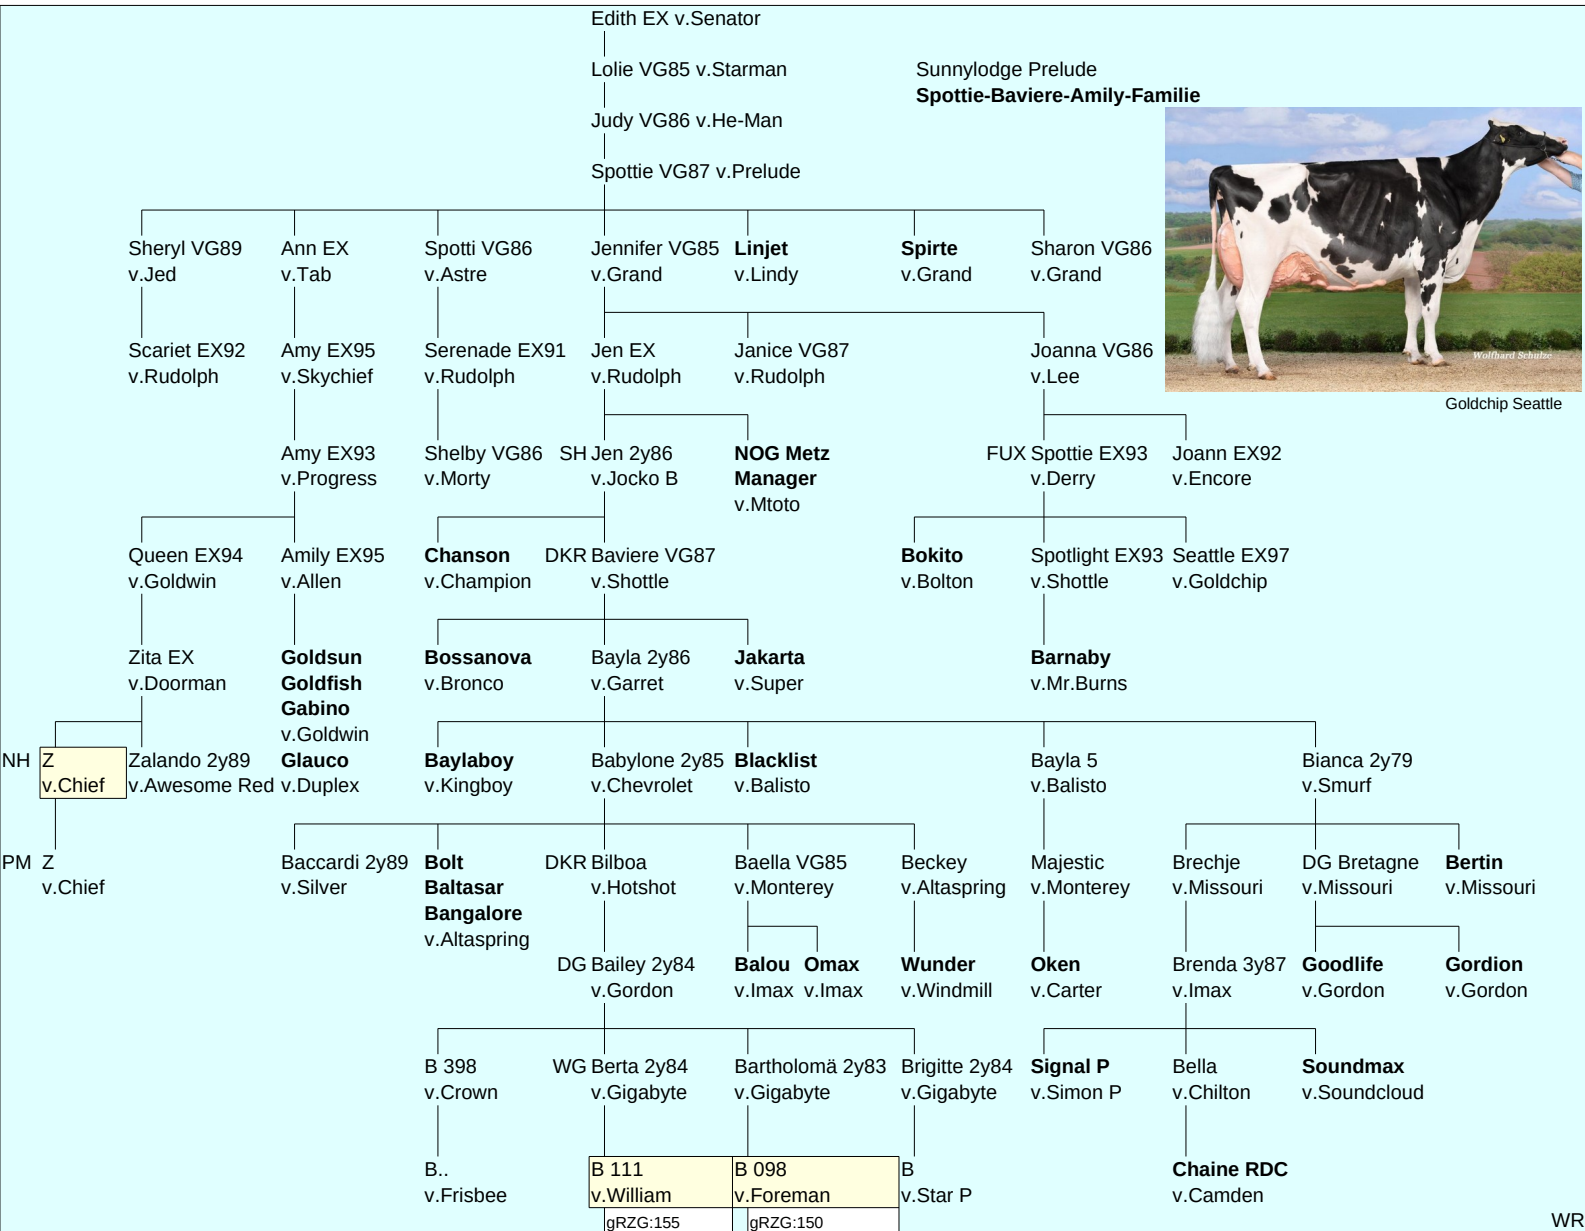 Edith EX v.Senator
Lolie VG85 v.Starman
Sunnylodge Prelude
Spottie-Baviere-Amily-Familie
Judy VG86 v.He-Man
Spottie VG87 v.Prelude
Sheryl VG89 Ann EX Spotti VG86 Jennifer VG85 Linjet Spirte Sharon VG86
v.Jed v.Tab v.Astre v.Grand v.Lindy v.Grand v.Grand
Scariet EX92 Amy EX95 Serenade EX91 Jen EX Janice VG87 Joanna VG86
v.Rudolph v.Skychief v.Rudolph v.Rudolph v.Rudolph v.Lee
Wolfhard Schulze
Goldchip Seattle
Amy EX93 Shelby VG86 SH Jen 2y86 NOG Metz FUX Spottie EX93 Joann EX92
v.Progress v.Morty v.Jocko B Manager v.Derry v.Encore
v.Mtoto
Queen EX94 Amily EX95 Chanson DKR Baviere VG87 Bokito Spotlight EX93 Seattle EX97
v.Goldwin v.Allen v.Champion v.Shottle v.Bolton v.Shottle v.Goldchip
Zita EX Goldsun Bossanova Bayla 2y86 Jakarta Barnaby
v.Doorman Goldfish v.Bronco v.Garret v.Super v.Mr.Burns
Gabino
v.Goldwin
NH Z Zalando 2y89 Glauco Baylaboy Babylone 2y85 Blacklist Bayla 5 Bianca 2y79
v.Chief v.Awesome Red v.Duplex v.Kingboy v.Chevrolet v.Balisto v.Balisto v.Smurf
PM Z Baccardi 2y89 Bolt DKR Bilboa Baella VG85 Beckey Majestic Brechje DG Bretagne Bertin
v.Chief v.Silver Baltasar v.Hotshot v.Monterey v.Altaspring v.Monterey v.Missouri v.Missouri v.Missouri
Bangalore
v.Altaspring
DG Bailey 2y84 Balou Omax Wunder Oken Brenda 3y87 Goodlife Gordion
v.Gordon v.Imax v.Imax v.Windmill v.Carter v.Imax v.Gordon v.Gordon
B 398 WG Berta 2y84 Bartholomä 2y83 Brigitte 2y84 Signal P Bella Soundmax
v.Crown v.Gigabyte v.Gigabyte v.Gigabyte v.Simon P v.Chilton v.Soundcloud
B.. B 111 B 098 B Chaine RDC
v.Frisbee v.William v.Foreman v.Star P v.Camden
gRZG:155 gRZG:150 WR